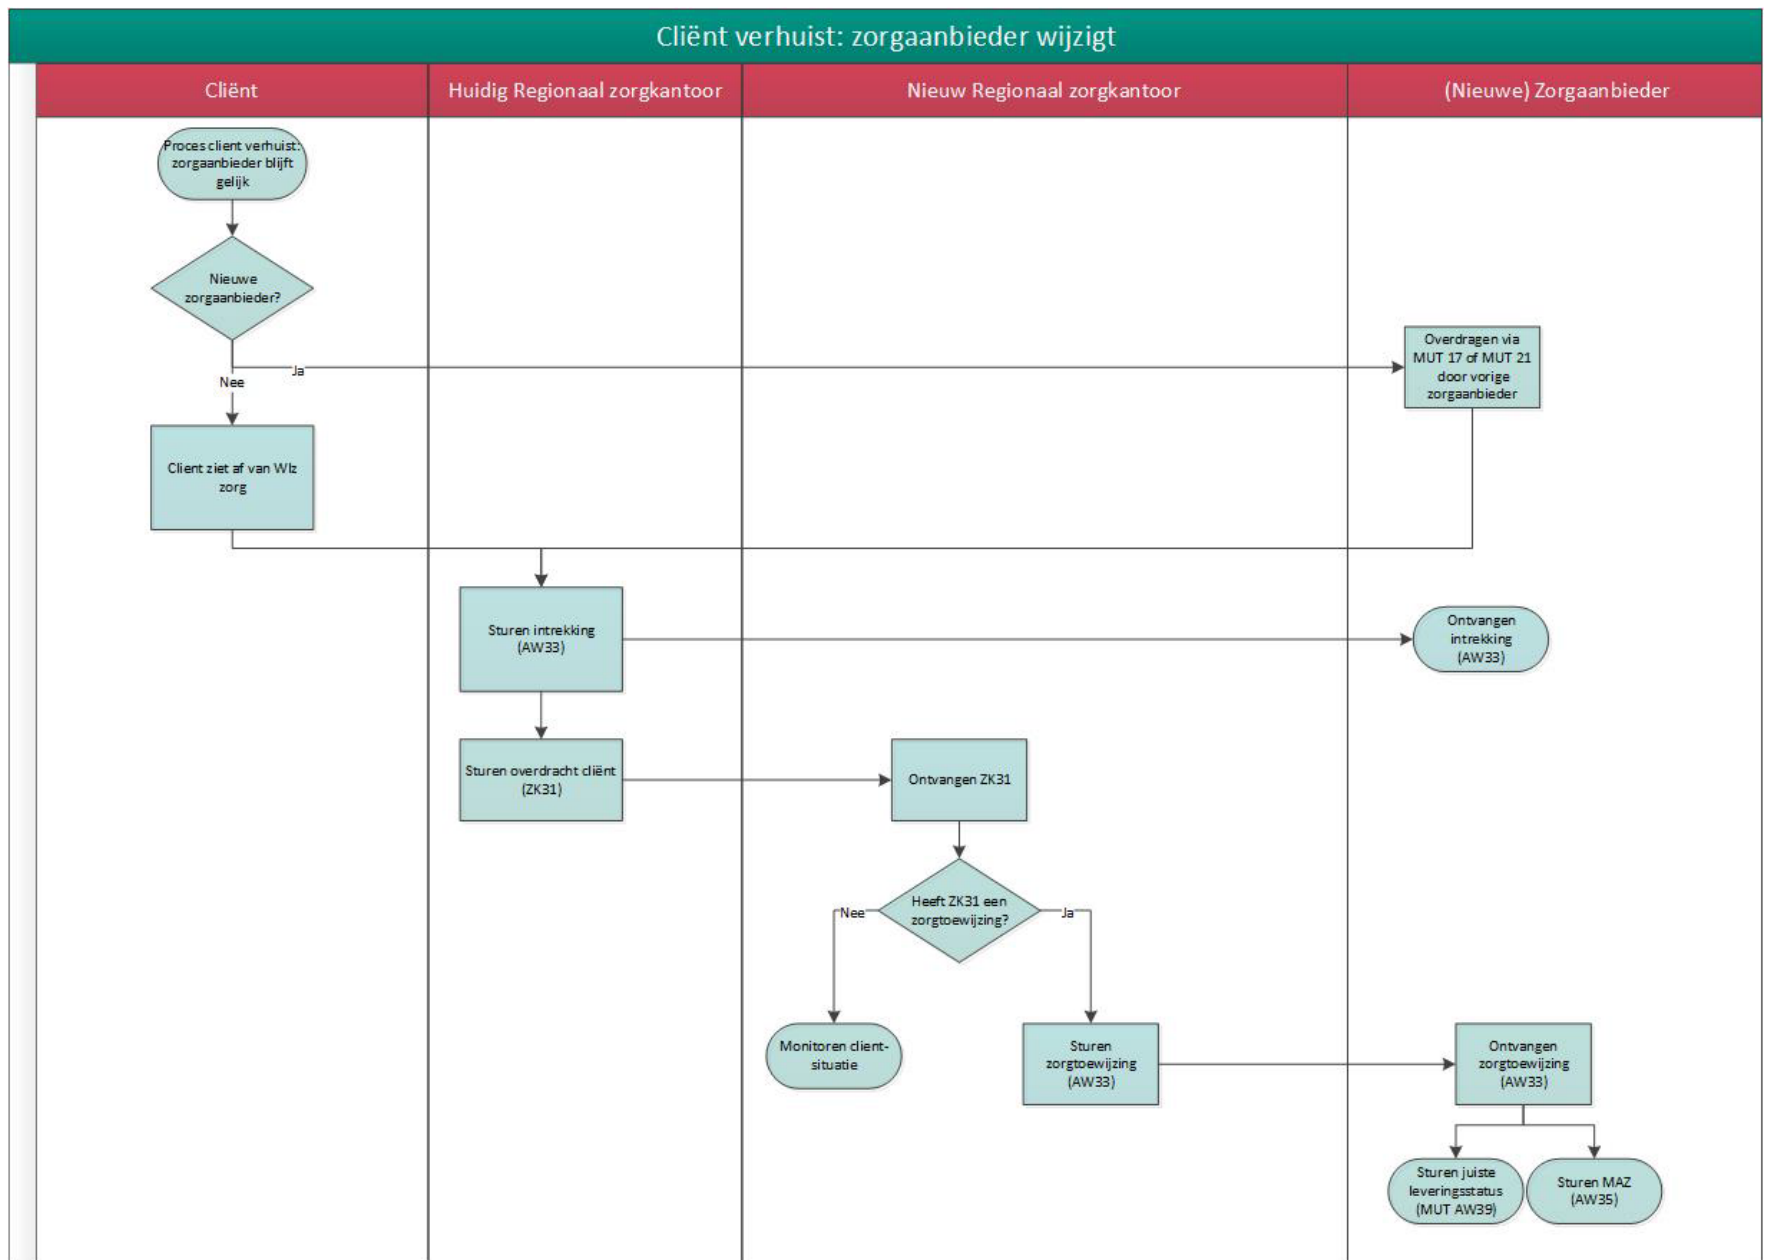 Cliënt verhuist: zorgaanbieder wijzigt
Cliënt
Huidig Regionaal zorgkantoor
Nieuw Regionaal zorgkantoor
(Nieuwe) Zorgaanbieder
Proces client verhuist:
zorgaanbieder blijft
gelijk
Nieuwe
zorgaanbieder?
Ja
Nee
Overdragen via
MUT 17 of MUT 21
door vorige
zorgaanbieder
Client ziet af van Wlz
zorg
Sturen intrekking
(AW33)
Ontvangen
intrekking
(AW33)
Sturen overdracht cliënt
(ZK31)
Ontvangen ZK31
Heeft ZK31 een
zorgtoewijzing?
Nee
Ja
Monitoren client-
situatie
Sturen
zorgtoewijzing
(AW33)
Ontvangen
zorgtoewijzing
(AW33)
Sturen juiste
leveringsstatus
(MUT AW39)
Sturen MAZ
(AW35)